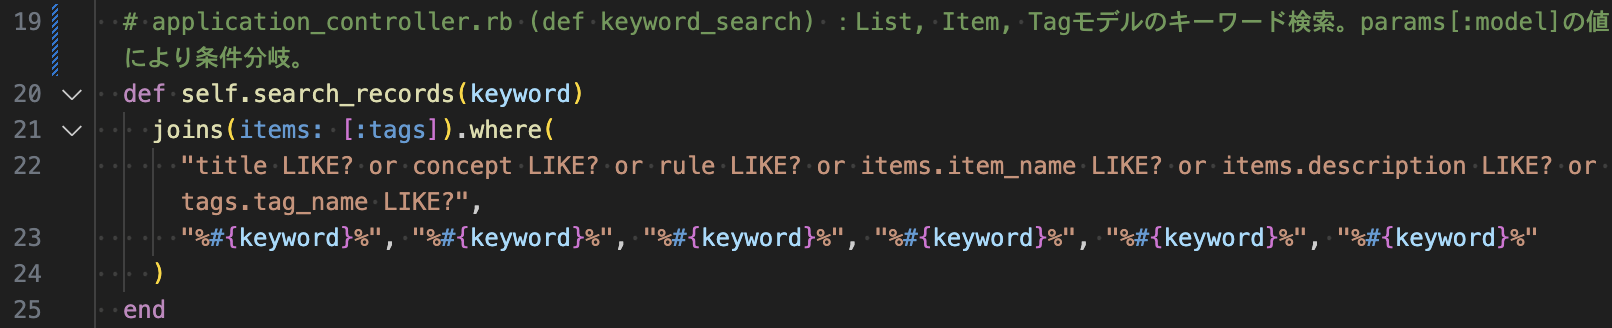 19 # application_controller.rb (def keyword_search) : List, Item, Tagモデルのキーワード検索。params[:model]の値
により条件分岐。
20 def self.search_records(keyword)
21 joins(items: [:tags]).where(
22 "title LIKE? or concept LIKE? or rule LIKE? or items.item_name LIKE? or items.description LIKE? or
tags.tag_name LIKE?",
23 "%#{keyword}%", "%#{keyword}%", "%#{keyword}%", "%#{keyword}%", "%#{keyword}%", "%#{keyword}%"
24 )
25 end